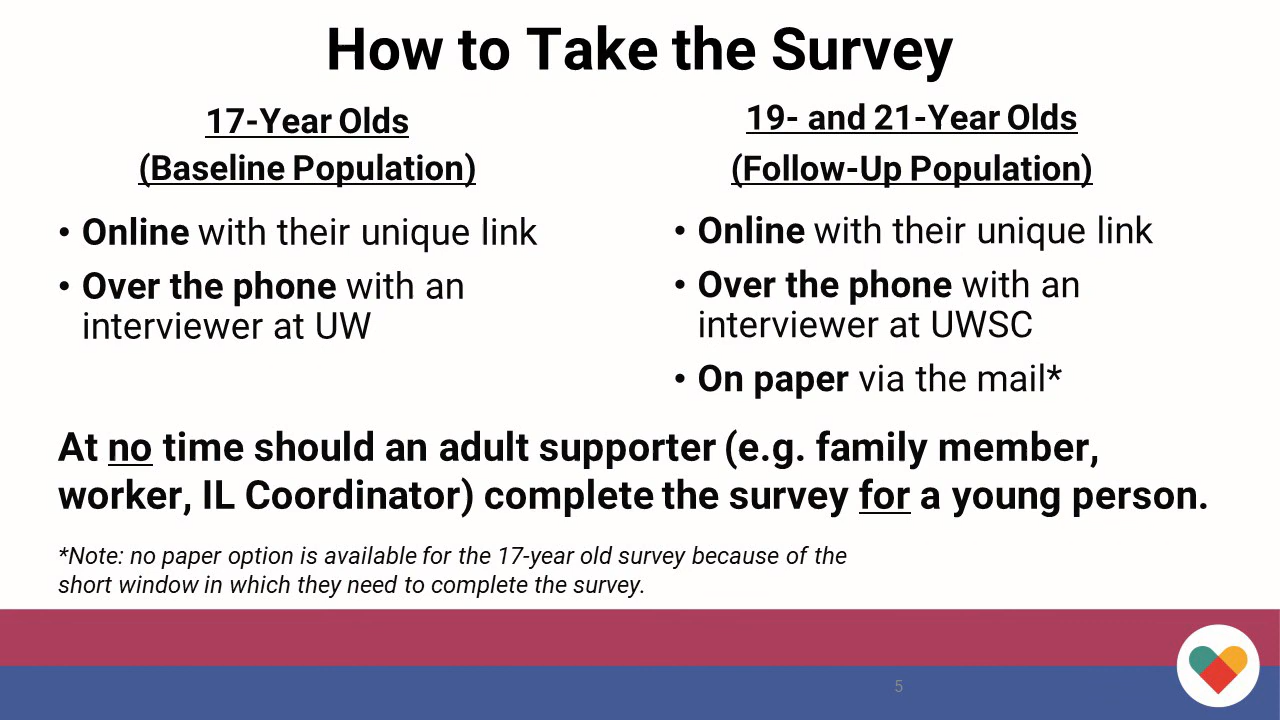 How to Take the Survey
17-Year Olds
(Baseline Population)
• Online with their unique link
• Over the phone with an
interviewer at UW
19- and 21-Year Olds
(Follow-Up Population)
• Online with their unique link
• Over the phone with an
interviewer at UWSC
• On paper via the mail*
At no time should an adult supporter (e.g. family member,
worker, IL Coordinator) complete the survey for a young person.
*Note: no paper option is available for the 17-year old survey because of the
short window in which they need to complete the survey.
5